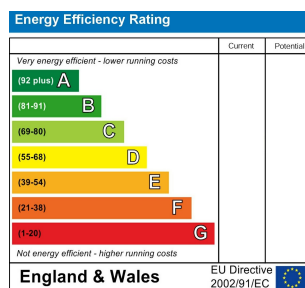 Energy Efficiency Rating
Current Potential
Very energy efficient - lower running costs
(92 plus) A
(81-91) B
(69-80) C
(55-68) D
(39-54) E
(21-38) F
(1-20) G
Not energy efficient - higher running costs
England & Wales
EU Directive
2002/91/EC